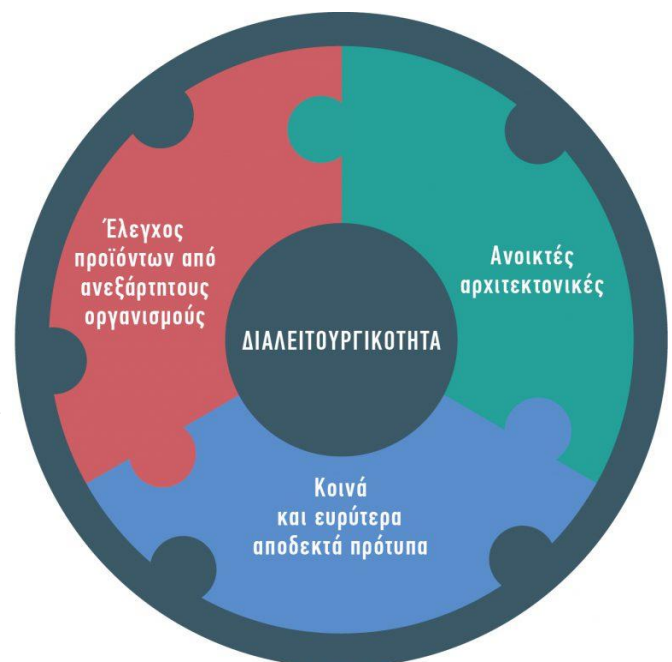 Έλεγχος
προϊόντων από
ανεξάρτητους
οργανισμούς
Ανοικτές
αρχιτεκτονικές
ΔΙΑΛΕΙΤΟΥΡΓΙΚΟΤΗΤΑ
Κοινά
και ευρύτερα
αποδεκτά πρότυπα